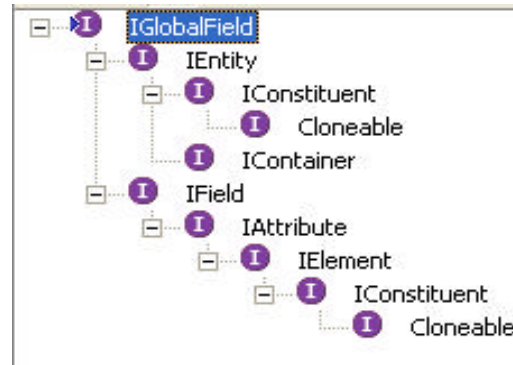 IGlobalField
IEntity
IConstituent
Cloneable
IContainer
IField
IAttribute
IElement
IConstituent
Cloneable